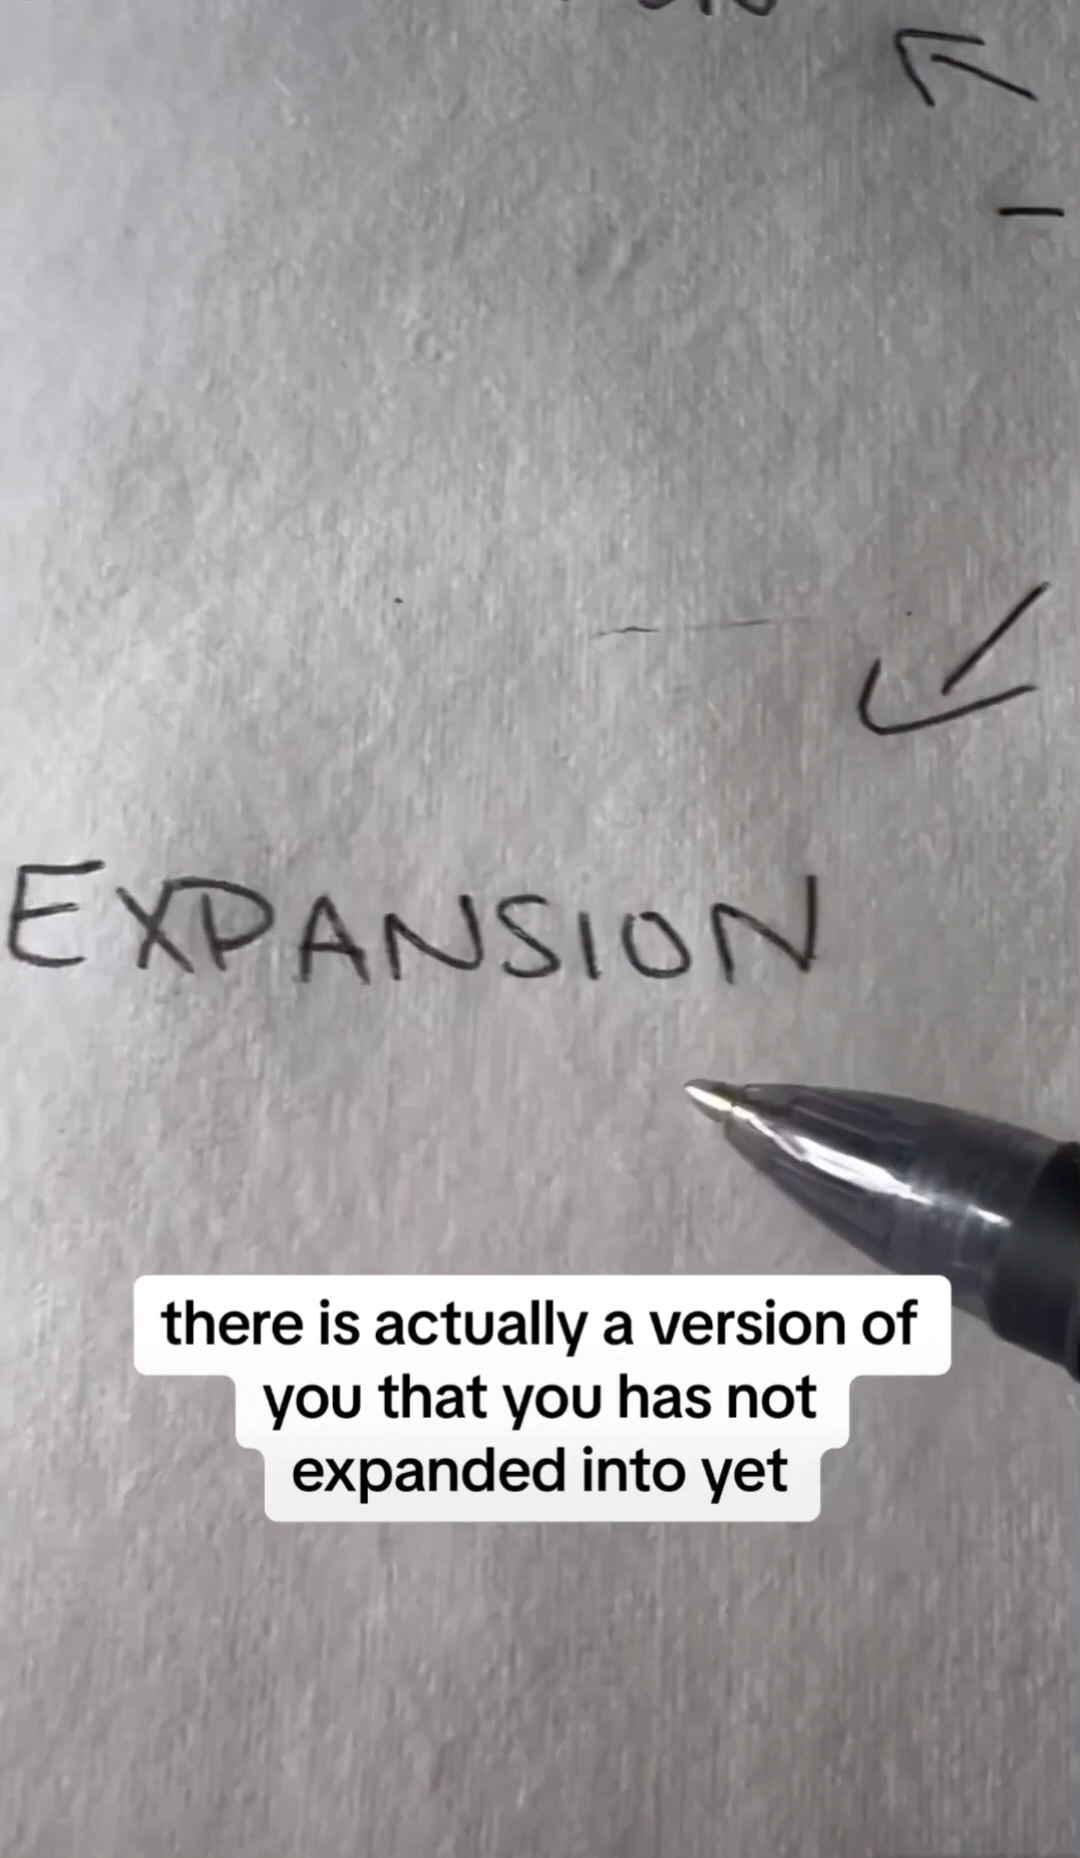 EXPANSION
there is actually a version of
you that you has not
expanded into yet